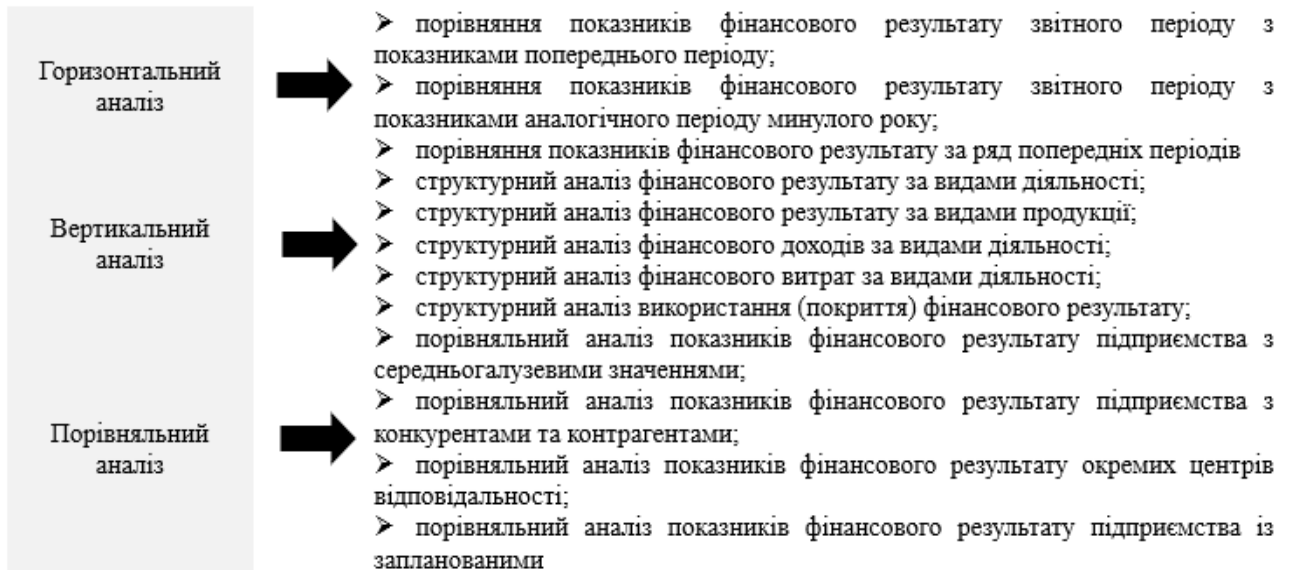 Горизонтальний
аналіз
➢ порівняння показників фінансового результату звітного періоду з
показниками попереднього періоду;
➢ порівняння показників фінансового результату звітного періоду з
показниками аналогічного періоду минулого року;
➢ порівняння показників фінансового результату за ряд попередніх періодів
Вертикальний
аналіз
➢ структурний аналіз фінансового результату за видами діяльності;
➢ структурний аналіз фінансового результату за видами продукції;
➢ структурний аналіз фінансового доходів за видами діяльності;
➢ структурний аналіз фінансового витрат за видами діяльності;
➢ структурний аналіз використання (покриття) фінансового результату;
Порівняльний
аналіз
➢ порівняльний аналіз показників фінансового результату підприємства з
середньогалузевими значеннями;
➢ порівняльний аналіз показників фінансового результату підприємства з
конкурентами та контрагентами;
➢ порівняльний аналіз показників фінансового результату окремих центрів
відповідальності;
➢ порівняльний аналіз показників фінансового результату підприємства із
запланованими